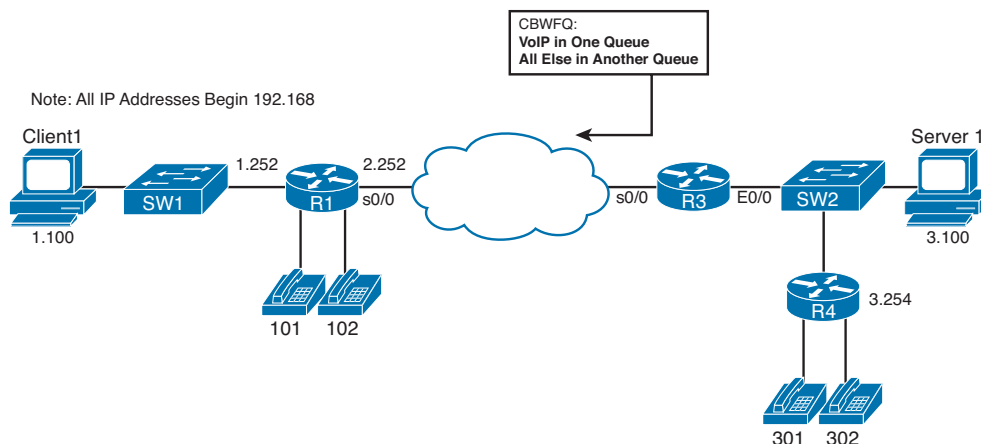 CBWFQ:
VoIP in One Queue
All Else in Another Queue
Note: All IP Addresses Begin 192.168
Client1
Server 1
1.252
2.252
SW1
R1
s0/0
s0/0
R3
E0/0
SW2
1.100
3.100
101
102
R4
3.254
301
302